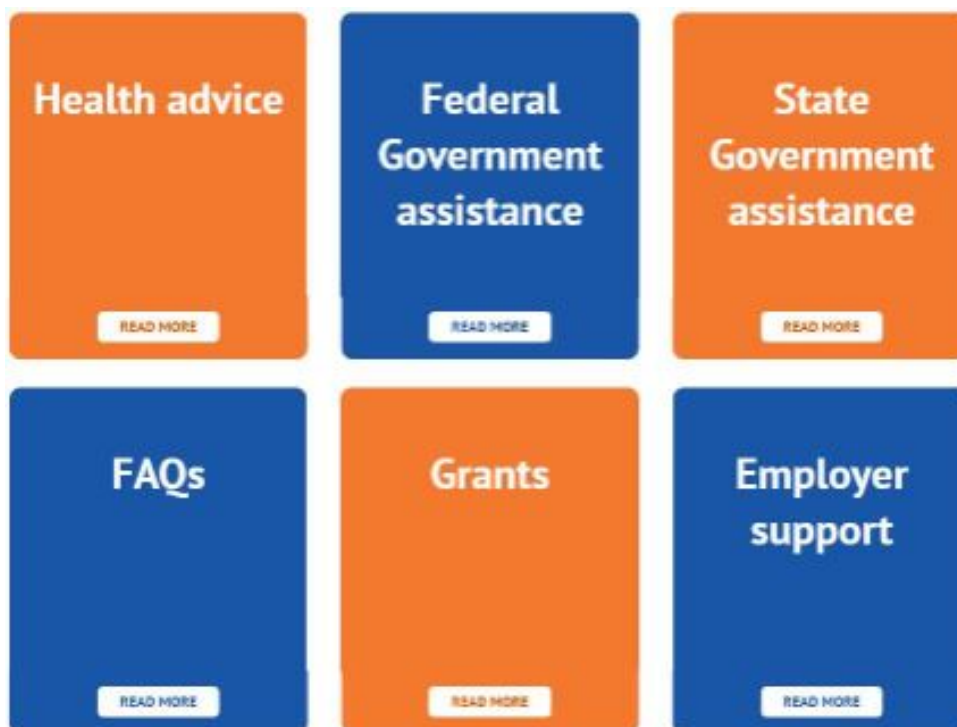 Health advice
READ MORE
Federal
Government
assistance
READ MORE
State
Government
assistance
READ MORE
FAQs
READ MORE
Grants
READ MORE
Employer
support
READ MORE